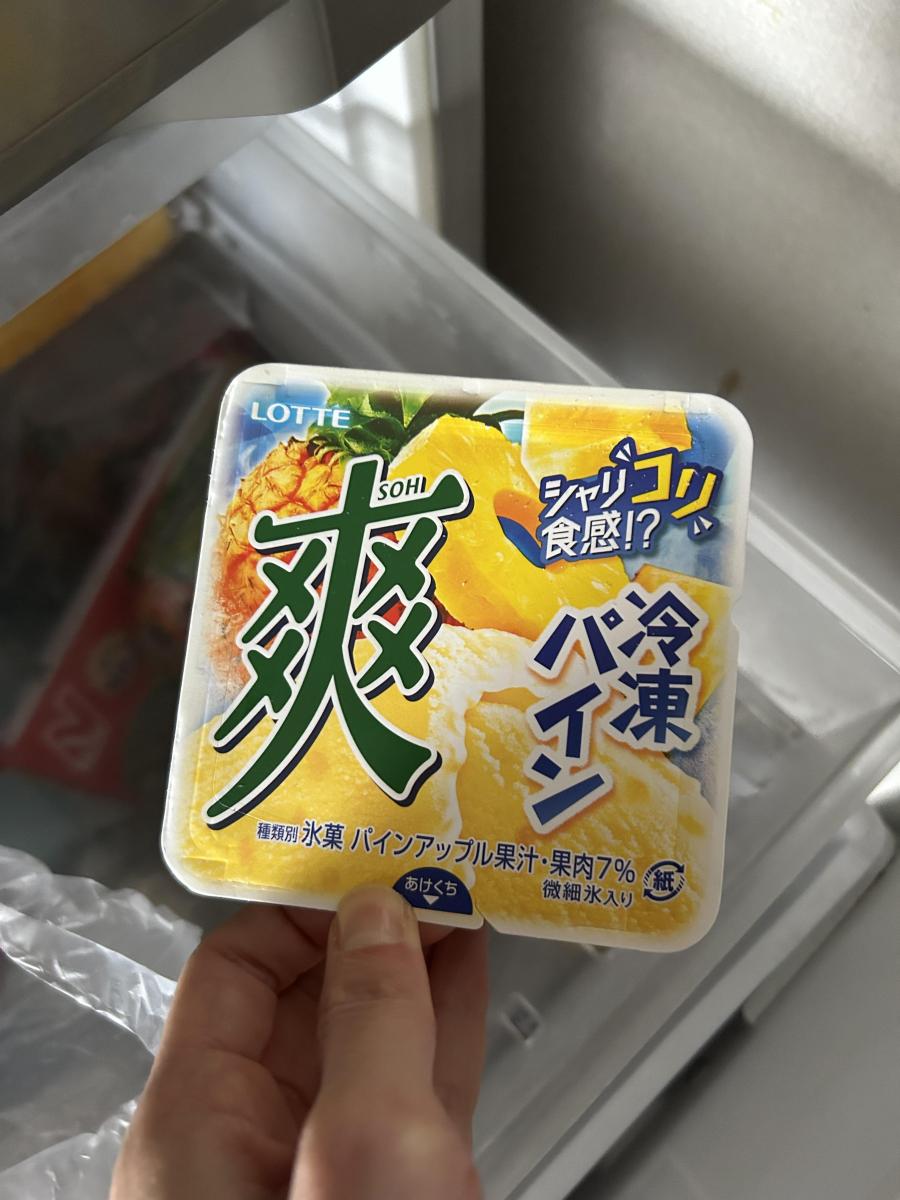 LOTTE
SOH
爽
シャリコリ
食感!?
冷凍
パイン
種類別 氷菓 パインアップル果汁・果肉7%
微細氷入り
紙
あけくち